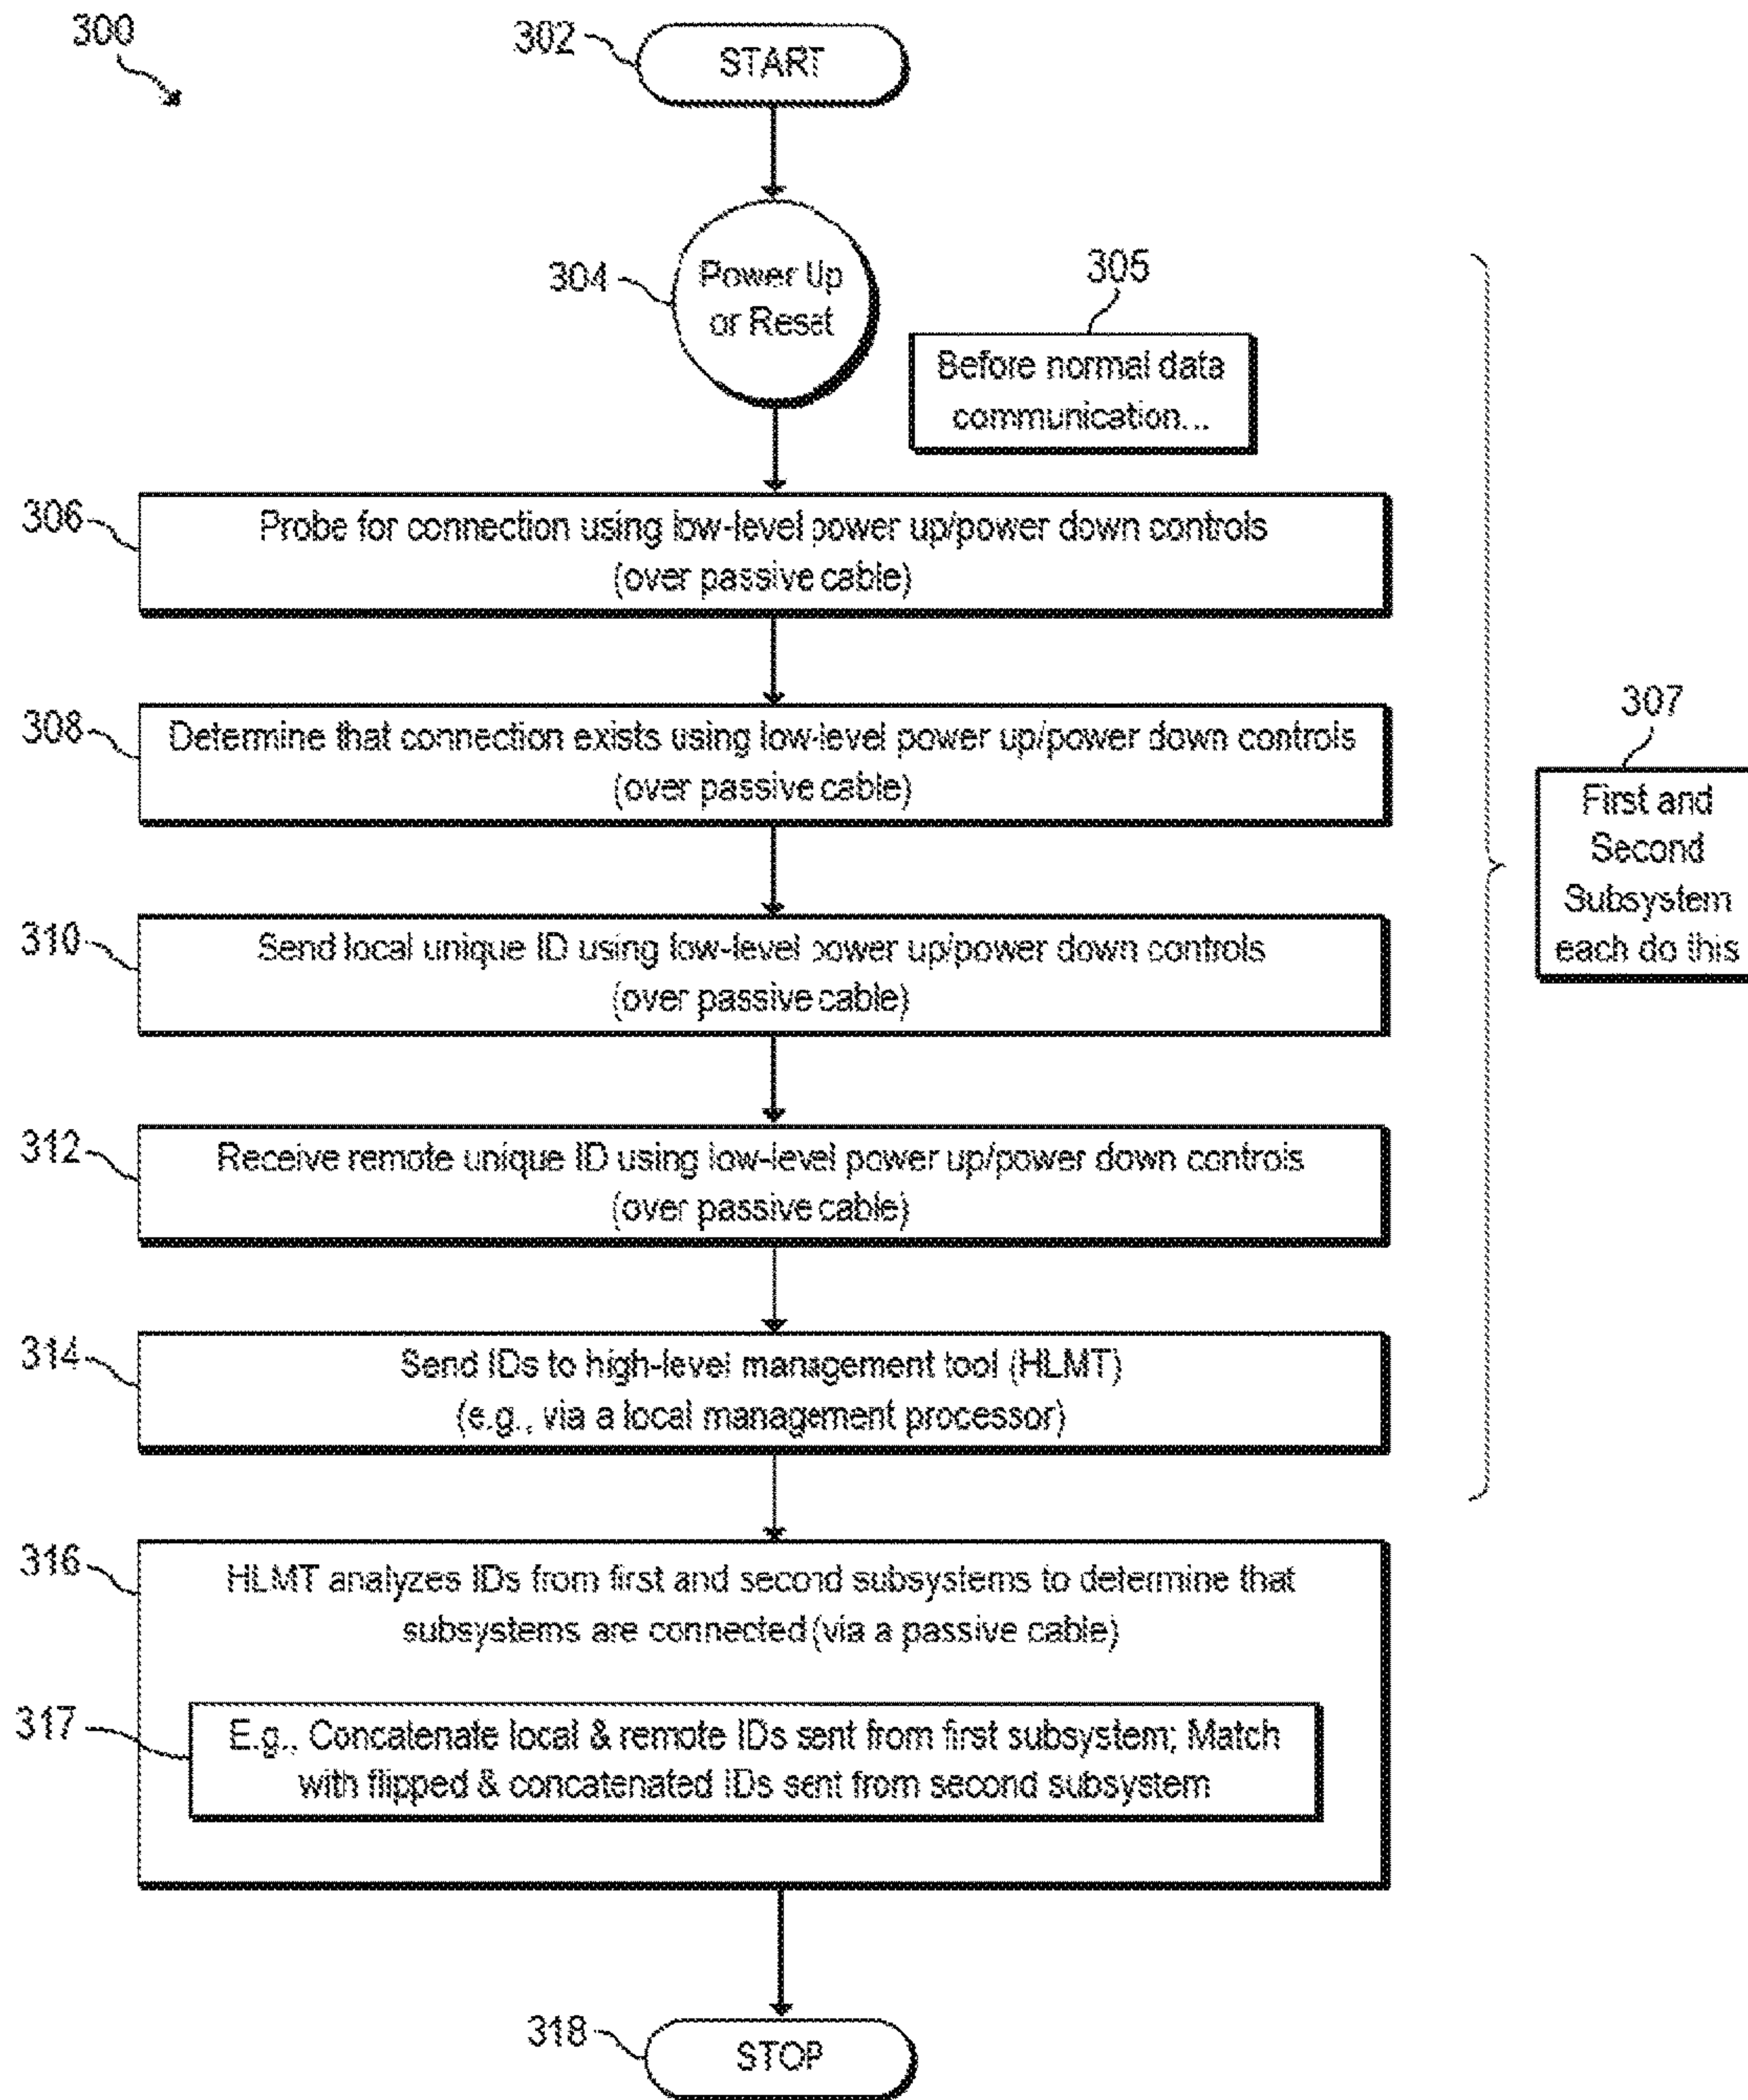 300
302
START
304
Power Up
or Reset
305
Before normal data
communication...
306
Probe for connection using low-level power up/power down controls
(over passive cable)
307
First and
Second
Subsystem
each do this
308
Determine that connection exists using low-level power up/power down controls
(over passive cable)
310
Send local unique ID using low-level power up/power down controls
(over passive cable)
312
Receive remote unique ID using low-level power up/power down controls
(over passive cable)
314
Send IDs to high-level management tool (HLMT)
(e.g., via a local management processor)
316
HLMT analyzes IDs from first and second subsystems to determine that
subsystems are connected (via a passive cable)
317
E.g., Concatenate local & remote IDs sent from first subsystem; Match
with flipped & concatenated IDs sent from second subsystem
318
STOP